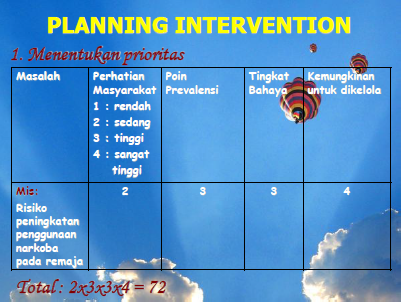 PLANNING INTERVENTION
1. Menentukan prioritas
Masalah
Perhatian
Masyarakat
1 : rendah
2 : sedang
3 : tinggi
4 : sangat
tinggi
Poin
Prevalensi
Tingkat
Bahaya
Kemungkinan
untuk dikelola
Mis:
Risiko
peningkatan
penggunaan
narkoba
pada remaja
2
3
3
4
Total : 2x3x3x4 = 72